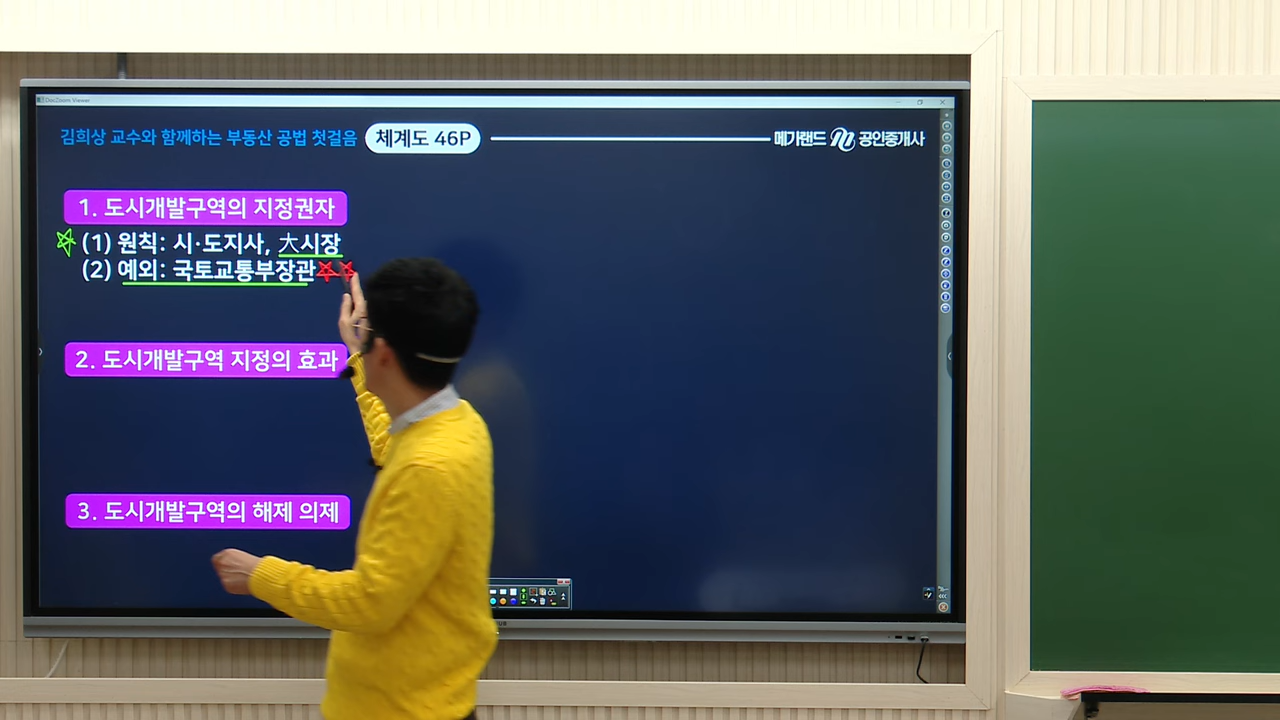 DocZoom Viewer
김희상 교수와 함께하는 부동산 공법 첫걸음 체계도 46P 메가랜드 공인중개사
1. 도시개발구역의 지정권자
(1) 원칙: 시·도지사, 大시장
(2) 예외: 국토교통부장관
2. 도시개발구역 지정의 효과
3. 도시개발구역의 해제 의제